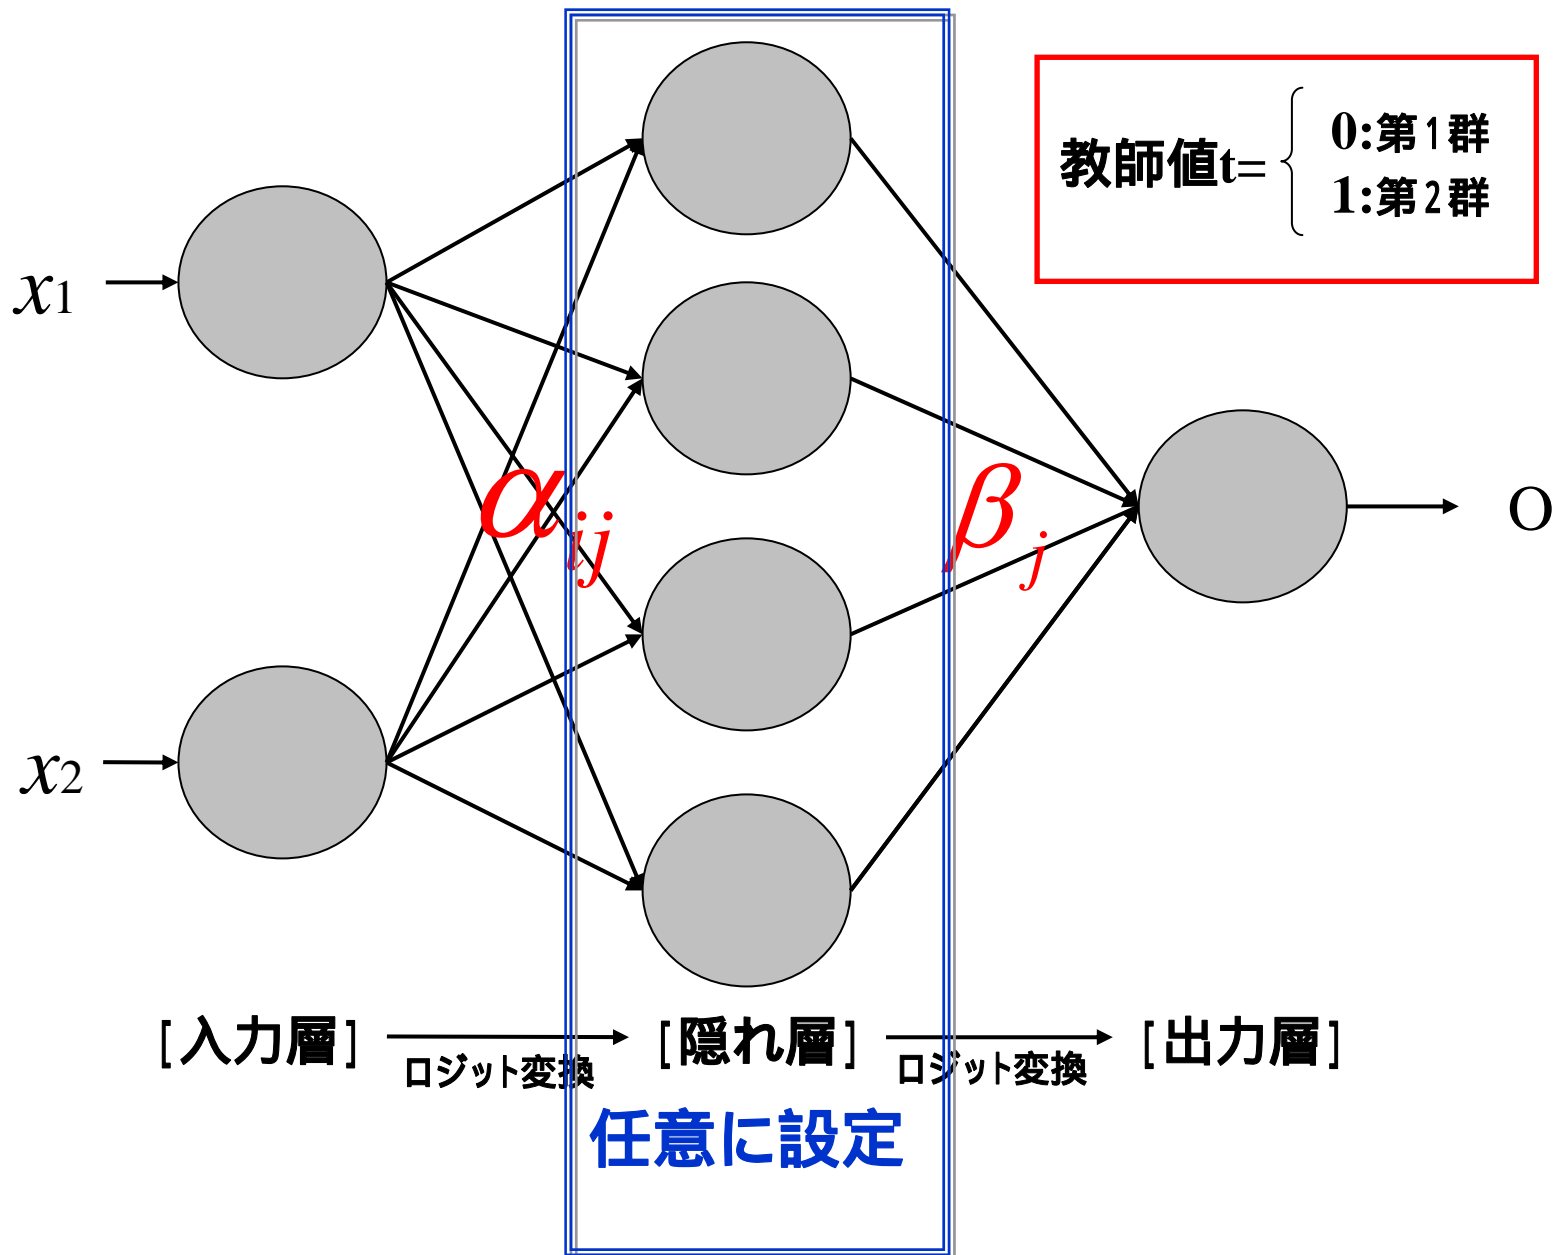 教師値t=
0:第1群
1:第2群
x1
x2
αij
βj
O
[入力層]
ロジット変換
[隠れ層]
ロジット変換
[出力層]
任意に設定